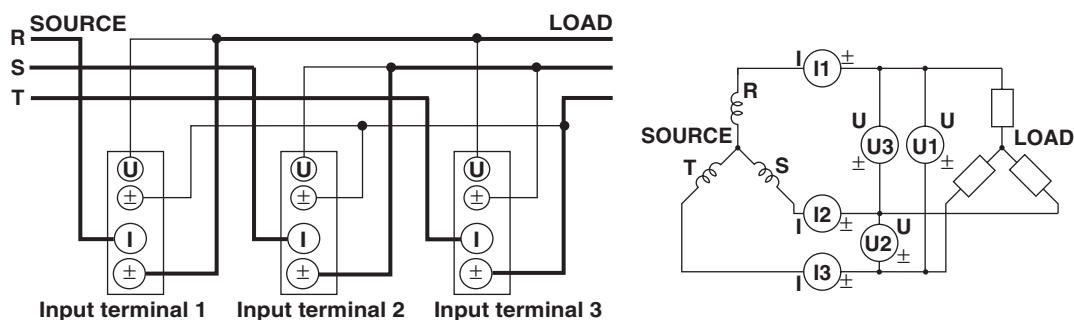 SOURCE
LOAD
R
S
T
U
±
I
±
Input terminal 1
U
±
I
±
Input terminal 2
U
±
I
±
Input terminal 3
I
I1
±
R
SOURCE
T
S
U
U3
±
U
U1
±
LOAD
I
I2
±
U
U2
±
I
I3
±